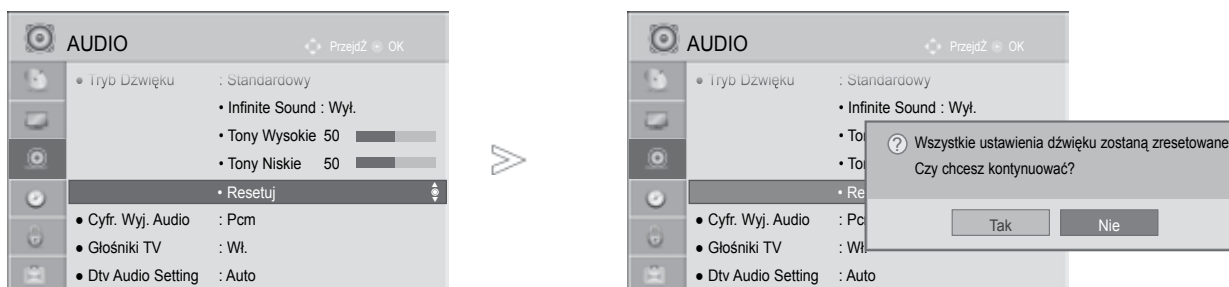 AUDIO
PrzejdŹ OK
● Tryb Dźwięku : Standardowy
• Infinite Sound : Wył.
• Tony Wysokie 50
• Tony Niskie 50
• Resetuj
● Cyfr. Wyj. Audio : Pcm
● Głośniki TV : Wł.
● Dtv Audio Setting : Auto
AUDIO
PrzejdŹ OK
● Tryb Dźwięku : Standardowy
• Infinite Sound : Wył.
? Wszystkie ustawienia dźwięku zostaną zresetowane
Czy chcesz kontynuować?
Tak Nie
● Cyfr. Wyj. Audio
● Głośniki TV
● Dtv Audio Setting : Auto